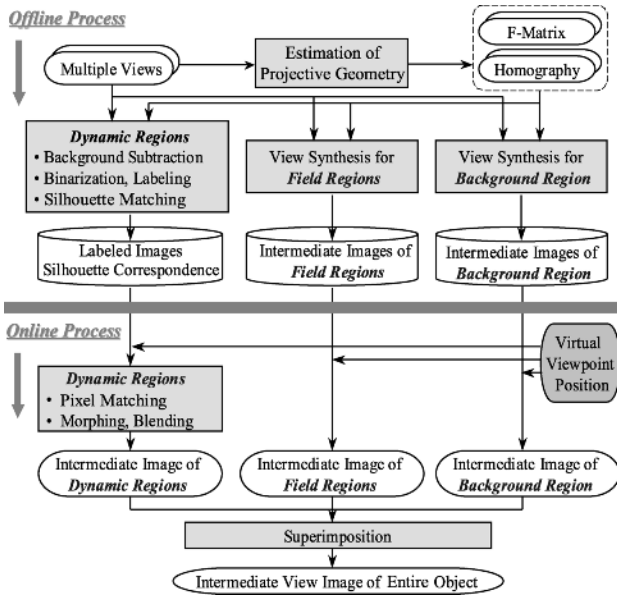 Offline Process
Multiple Views
Estimation of
Projective Geometry
F-Matrix
Homography
Dynamic Regions
• Background Subtraction
• Binarization, Labeling
• Silhouette Matching
View Synthesis for
Field Regions
View Synthesis for
Background Region
Labeled Images
Silhouette Correspondence
Intermediate Images of
Field Regions
Intermediate Images of
Background Region
Online Process
Virtual
Viewpoint
Position
Dynamic Regions
• Pixel Matching
• Morphing, Blending
Intermediate Image of
Dynamic Regions
Intermediate Image of
Field Regions
Intermediate Image of
Background Region
Superimposition
Intermediate View Image of Entire Object